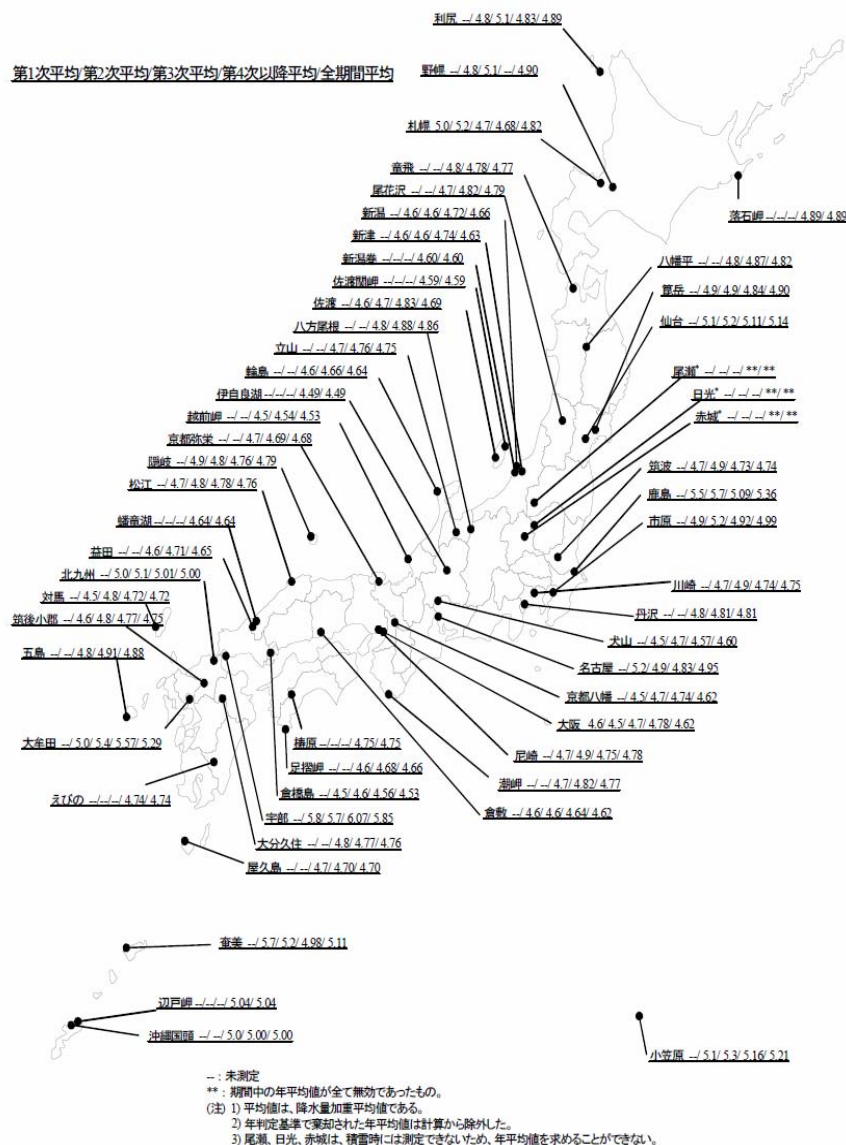 利尻 --/ 4.8/ 5.1/ 4.83/ 4.89
第1次平均/第2次平均/第3次平均/第4次以降平均/全期間平均
野幌 --/ 4.8/ 5.1/ --/ 4.90
札幌 5.0/ 5.2/ 4.7/ 4.68/ 4.82
竜飛 --/ --/ 4.8/ 4.78/ 4.77
尾花沢 --/ --/ 4.7/ 4.82/ 4.79
落石岬 --/--/--/ 4.89/ 4.89
新潟 --/ 4.6/ 4.6/ 4.72/ 4.66
新津 --/ 4.6/ 4.6/ 4.74/ 4.63
新潟巻 --/--/--/ 4.60/ 4.60
佐渡関岬 --/--/--/ 4.59/ 4.59
佐渡 --/ 4.6/ 4.7/ 4.83/ 4.69
八方尾根 --/ --/ 4.8/ 4.88/ 4.86
立山 --/ --/ 4.7/ 4.76/ 4.75
輪島 --/ --/ 4.6/ 4.66/ 4.64
伊自良湖 --/--/--/ 4.49/ 4.49
越前岬 --/ --/ 4.5/ 4.54/ 4.53
京都弥栄 --/ --/ 4.7/ 4.69/ 4.68
隠岐 --/ 4.9/ 4.8/ 4.76/ 4.79
松江 --/ 4.7/ 4.8/ 4.78/ 4.76
蟠竜湖 --/--/--/ 4.64/ 4.64
益田 --/ --/ 4.6/ 4.71/ 4.65
北九州 --/ 5.0/ 5.1/ 5.01/ 5.00
対馬 --/ 4.5/ 4.8/ 4.72/ 4.72
筑後小郡 --/ 4.6/ 4.8/ 4.77/ 4.75
五島 --/ --/ 4.8/ 4.91/ 4.88
大牟田 --/ 5.0/ 5.4/ 5.57/ 5.29
えびの --/--/--/ 4.74/ 4.74
八幡平 --/ --/ 4.8/ 4.87/ 4.82
箟岳 --/ 4.9/ 4.9/ 4.84/ 4.90
仙台 --/ 5.1/ 5.2/ 5.11/ 5.14
尾瀬* --/ --/ --/ **/ **
日光* --/ --/ --/ **/ **
赤城* --/ --/ --/ **/ **
筑波 --/ 4.7/ 4.9/ 4.73/ 4.74
鹿島 --/ 5.5/ 5.7/ 5.09/ 5.36
市原 --/ 4.9/ 5.2/ 4.92/ 4.99
川崎 --/ 4.7/ 4.9/ 4.74/ 4.75
丹沢 --/ --/ 4.8/ 4.81/ 4.81
犬山 --/ 4.5/ 4.7/ 4.57/ 4.60
名古屋 --/ 5.2/ 4.9/ 4.83/ 4.95
京都八幡 --/ 4.5/ 4.7/ 4.74/ 4.62
大阪 4.6/ 4.5/ 4.7/ 4.78/ 4.62
尼崎 --/ 4.7/ 4.9/ 4.75/ 4.78
潮岬 --/ --/ 4.7/ 4.82/ 4.77
倉敷 --/ 4.6/ 4.6/ 4.64/ 4.62
梼原 --/--/--/ 4.75/ 4.75
足摺岬 --/ --/ 4.6/ 4.68/ 4.66
倉橋島 --/ 4.5/ 4.6/ 4.56/ 4.53
宇部 --/ 5.8/ 5.7/ 6.07/ 5.85
大分久住 --/ --/ 4.8/ 4.77/ 4.76
屋久島 --/ --/ 4.7/ 4.70/ 4.70
奄美 --/ 5.7/ 5.2/ 4.98/ 5.11
辺戸岬 --/--/--/ 5.04/ 5.04
沖縄国頭 --/ --/ 5.0/ 5.00/ 5.00
小笠原 --/ 5.1/ 5.3/ 5.16/ 5.21
-- : 未測定
** : 期間中の年平均値が全て無効であったもの。
(注) 1) 平均値は、降水量加重平均値である。
2) 年判定基準で棄却された年平均値は計算から除外した。
3) 尾瀬、日光、赤城は、積雪時には測定できないため、年平均値を求めることができない。